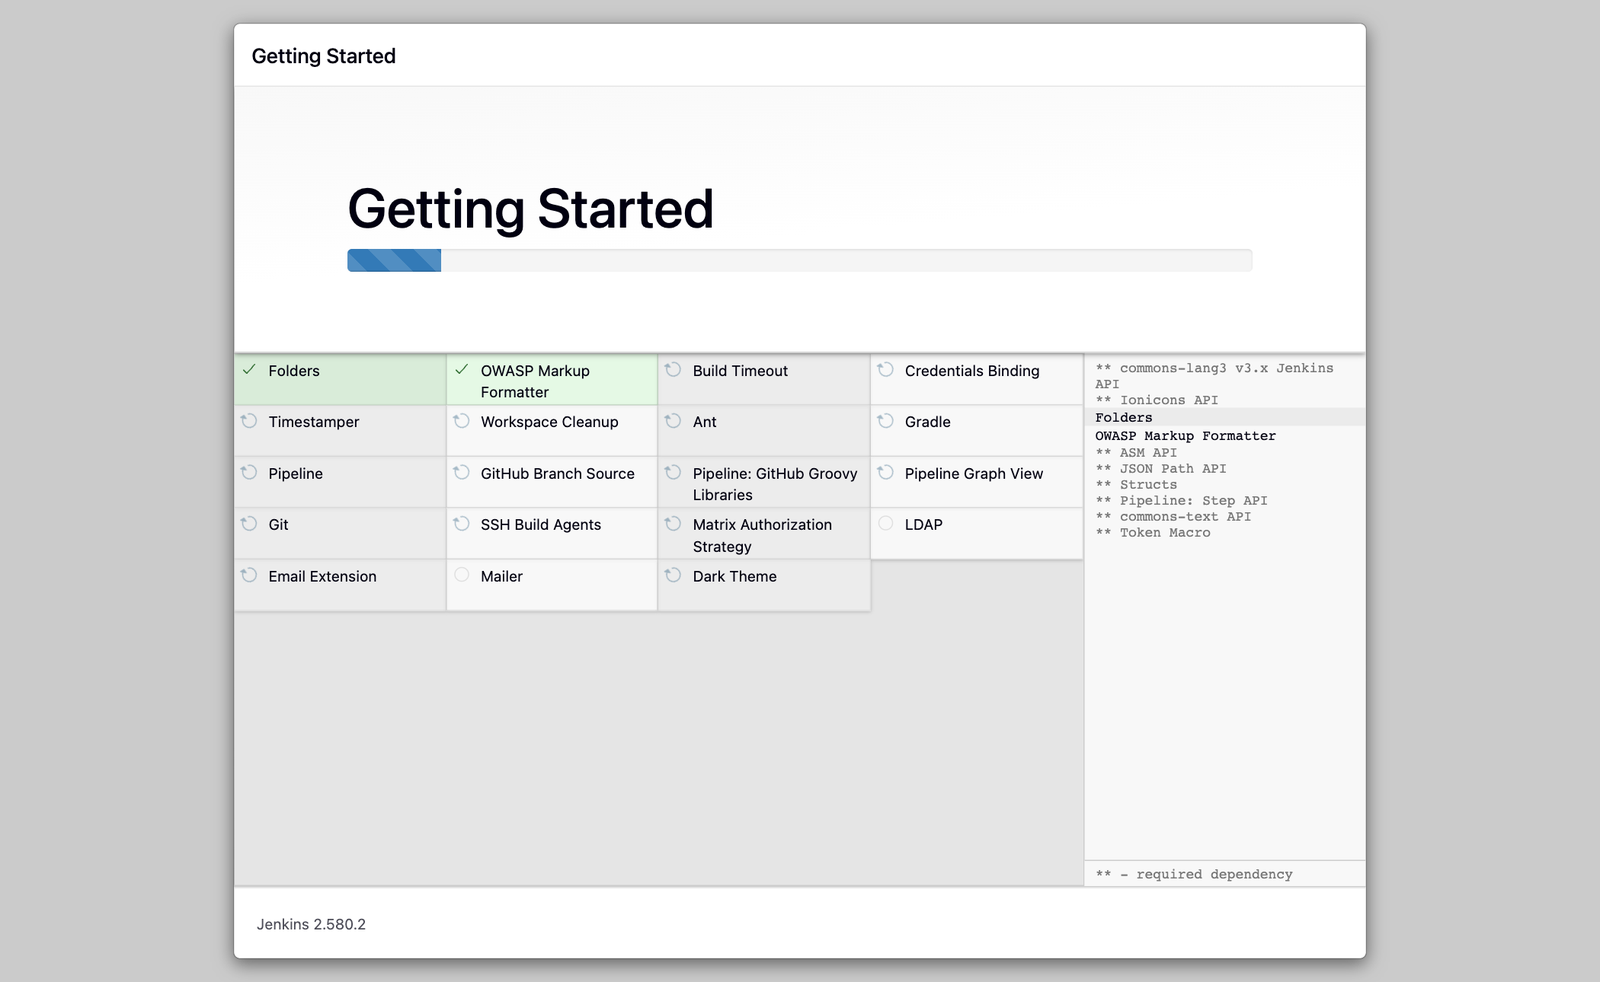 Getting Started
Getting Started
Folders
OWASP Markup
Formatter
Build Timeout
Credentials Binding
Timestamper
Workspace Cleanup
Ant
Gradle
Pipeline
GitHub Branch Source
Pipeline: GitHub Groovy
Libraries
Pipeline Graph View
Git
SSH Build Agents
Matrix Authorization
Strategy
LDAP
Email Extension
Mailer
Dark Theme
** commons-lang3 v3.x Jenkins
API
** Ionicons API
Folders
OWASP Markup Formatter
** ASM API
** JSON Path API
** Structs
** Pipeline: Step API
** commons-text API
** Token Macro
** - required dependency
Jenkins 2.580.2